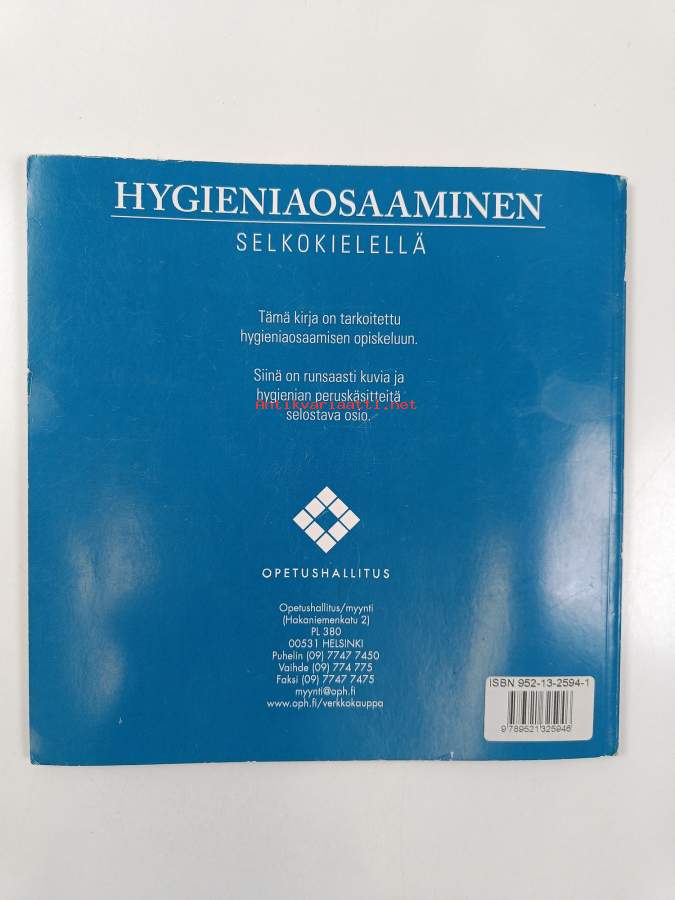 HYGIENIAOSAAMINEN
SELKOKIELELLÄ
Tämä kirja on tarkoitettu
hygieniaosaamisen opiskeluun.
Siinä on runsaasti kuvia ja
hygienian peruskäsitteitä
Antikvariaatti.net
selostava osio.
OPETUSHALLITUS
Opetushallitus/myynti
(Hakaniemenkatu 2)
PL 380
00531 HELSINKI
Puhelin (09) 7747 7450
Vaihde (09) 774 775
Faksi (09) 7747 7475
myynti@oph.fi
www.oph.fi/verkkokauppa
ISBN 952-13-2594-1
9789521325946